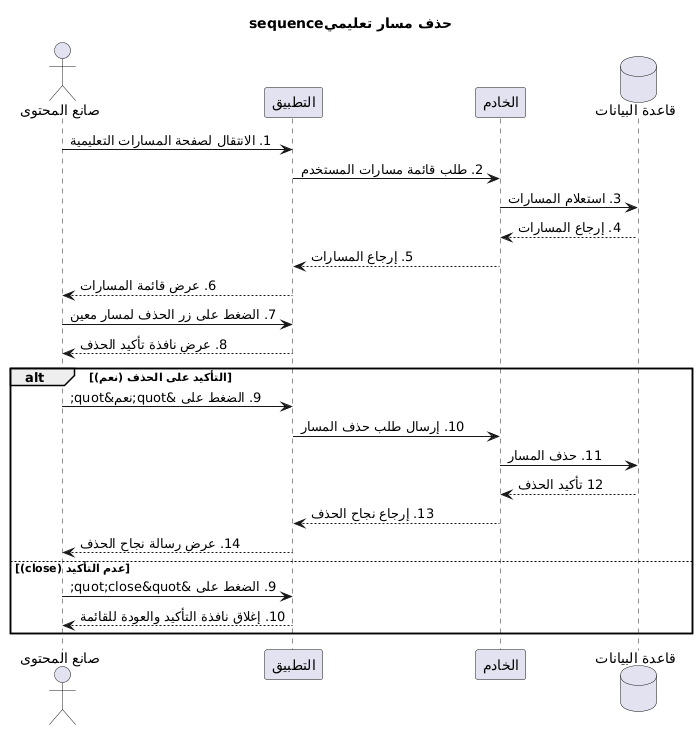 حذف مسار تعليميsequence
صانع المحتوى
التطبيق
الخادم
قاعدة البيانات
1. الانتقال لصفحة المسارات التعليمية
2. طلب قائمة مسارات المستخدم
3. استعلام المسارات
4. إرجاع المسارات
5. إرجاع المسارات
6. عرض قائمة المسارات
7. الضغط على زر الحذف لمسار معين
8. عرض نافذة تأكيد الحذف
alt
[التأكيد على الحذف (نعم)]
9. الضغط على &quot;نعم&quot;
10. إرسال طلب حذف المسار
11. حذف المسار
12 تأكيد الحذف
13. إرجاع نجاح الحذف
14. عرض رسالة نجاح الحذف
[عدم التأكيد (close)]
9. الضغط على &quot;close&quot;
10. إغلاق نافذة التأكيد والعودة للقائمة
صانع المحتوى
التطبيق
الخادم
قاعدة البيانات